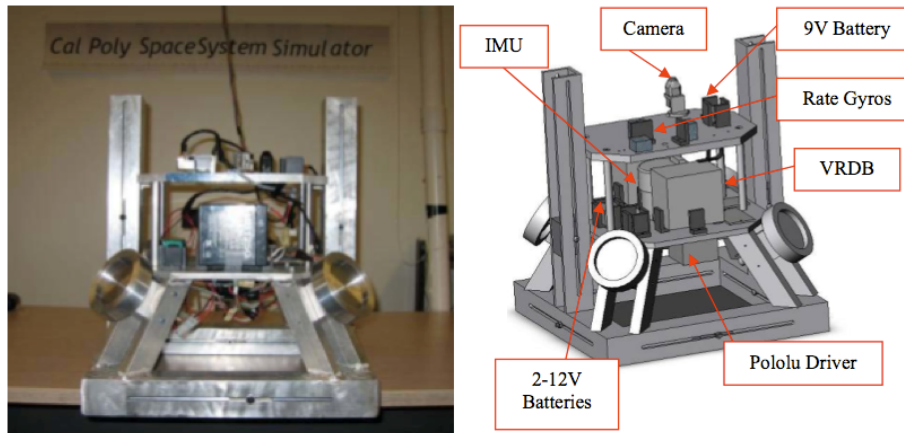 Cal Poly SpaceSystem Simulator
IMU
Camera
9V Battery
Rate Gyros
VRDB
Pololu Driver
2-12V
Batteries